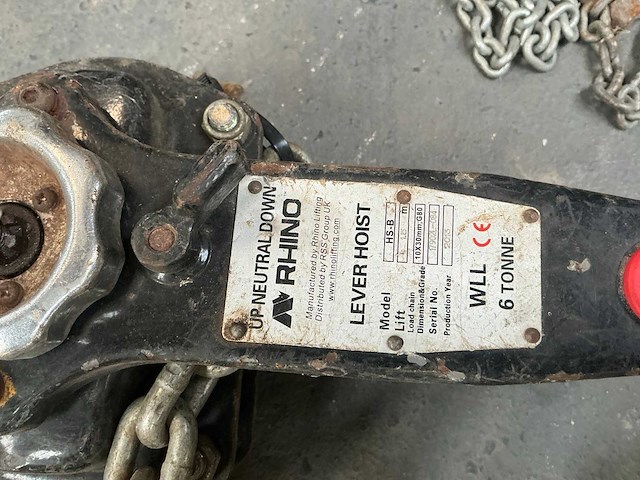 UP NEUTRAL DOWN
RHINO
Manufactured by Rhino Lifting
Distributed by RSS Group UK
www.rhinolifting.com
LEVER HOIST
Model HS-B
Lift m
Load chain
Dimension&Grade 10X30mm,G80
Serial No.
Production Year
WLL CE
6 TONNE